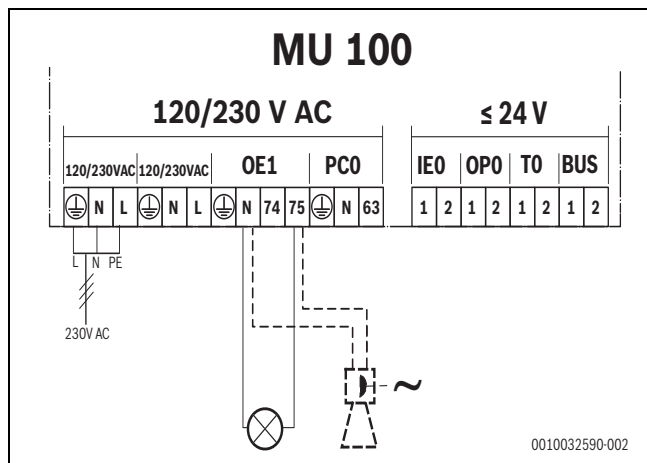 MU 100
120/230 V AC ≤ 24 V
120/230VAC 120/230VAC OE1 PC0 IE0 OP0 T0 BUS
N L N L N 74 75 N 63 1 2 1 2 1 2 1 2
L N PE
230V AC
~
0010032590-002